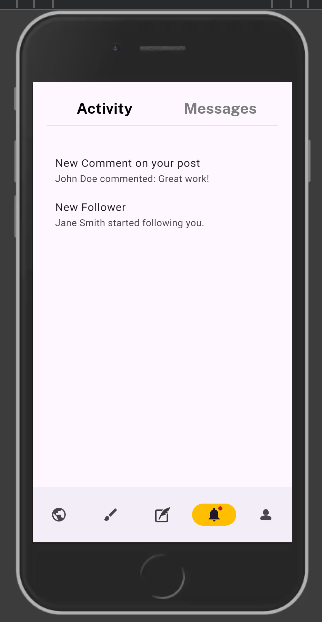 Activity Messages
New Comment on your post
John Doe commented: Great work!
New Follower
Jane Smith started following you.